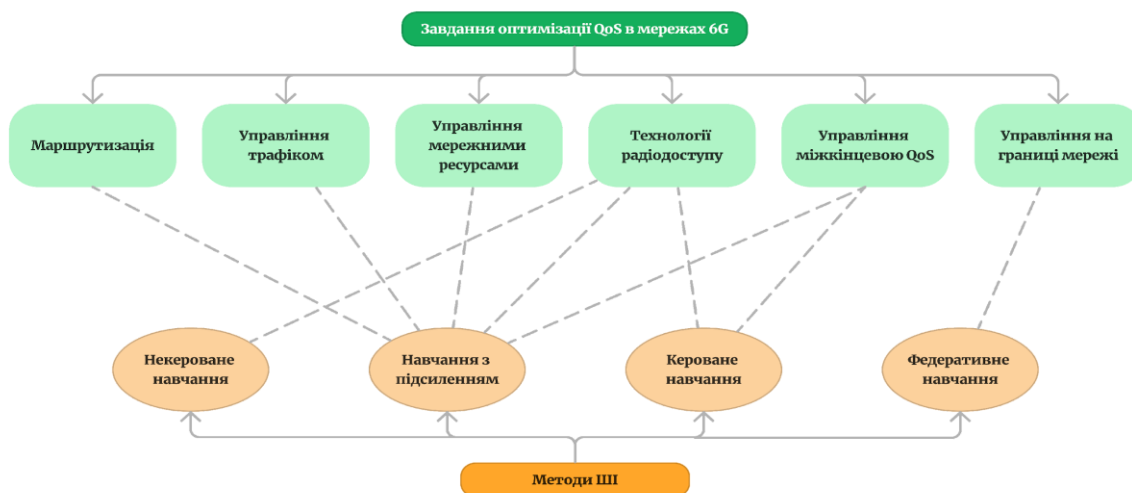 Завдання оптимізації QoS в мережах 6G
Маршрутизація
Управління
трафіком
Управління
мережними
ресурсами
Технології
радіодоступу
Управління
міжкінцевою QoS
Управління на
границі мережі
Некероване
навчання
Навчання з
підсиленням
Кероване
навчання
Федеративне
навчання
Методи ШІ